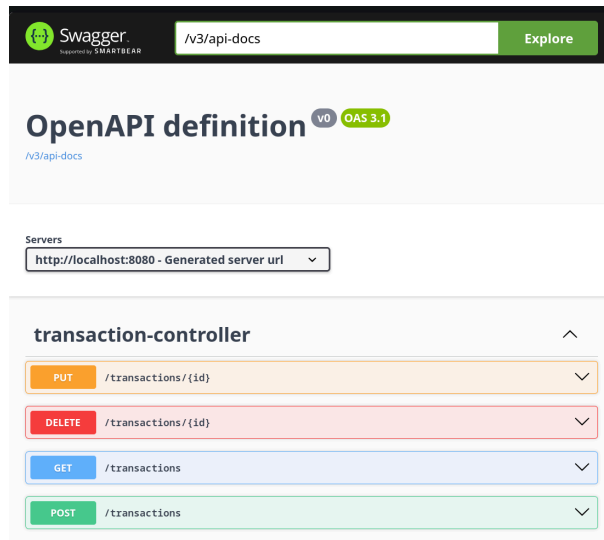 {···} Swagger.
Supported by SMARTBEAR
/v3/api-docs
Explore
OpenAPI definition v0 OAS 3.1
/v3/api-docs
Servers
http://localhost:8080 - Generated server url
transaction-controller
PUT /transactions/{id}
DELETE /transactions/{id}
GET /transactions
POST /transactions